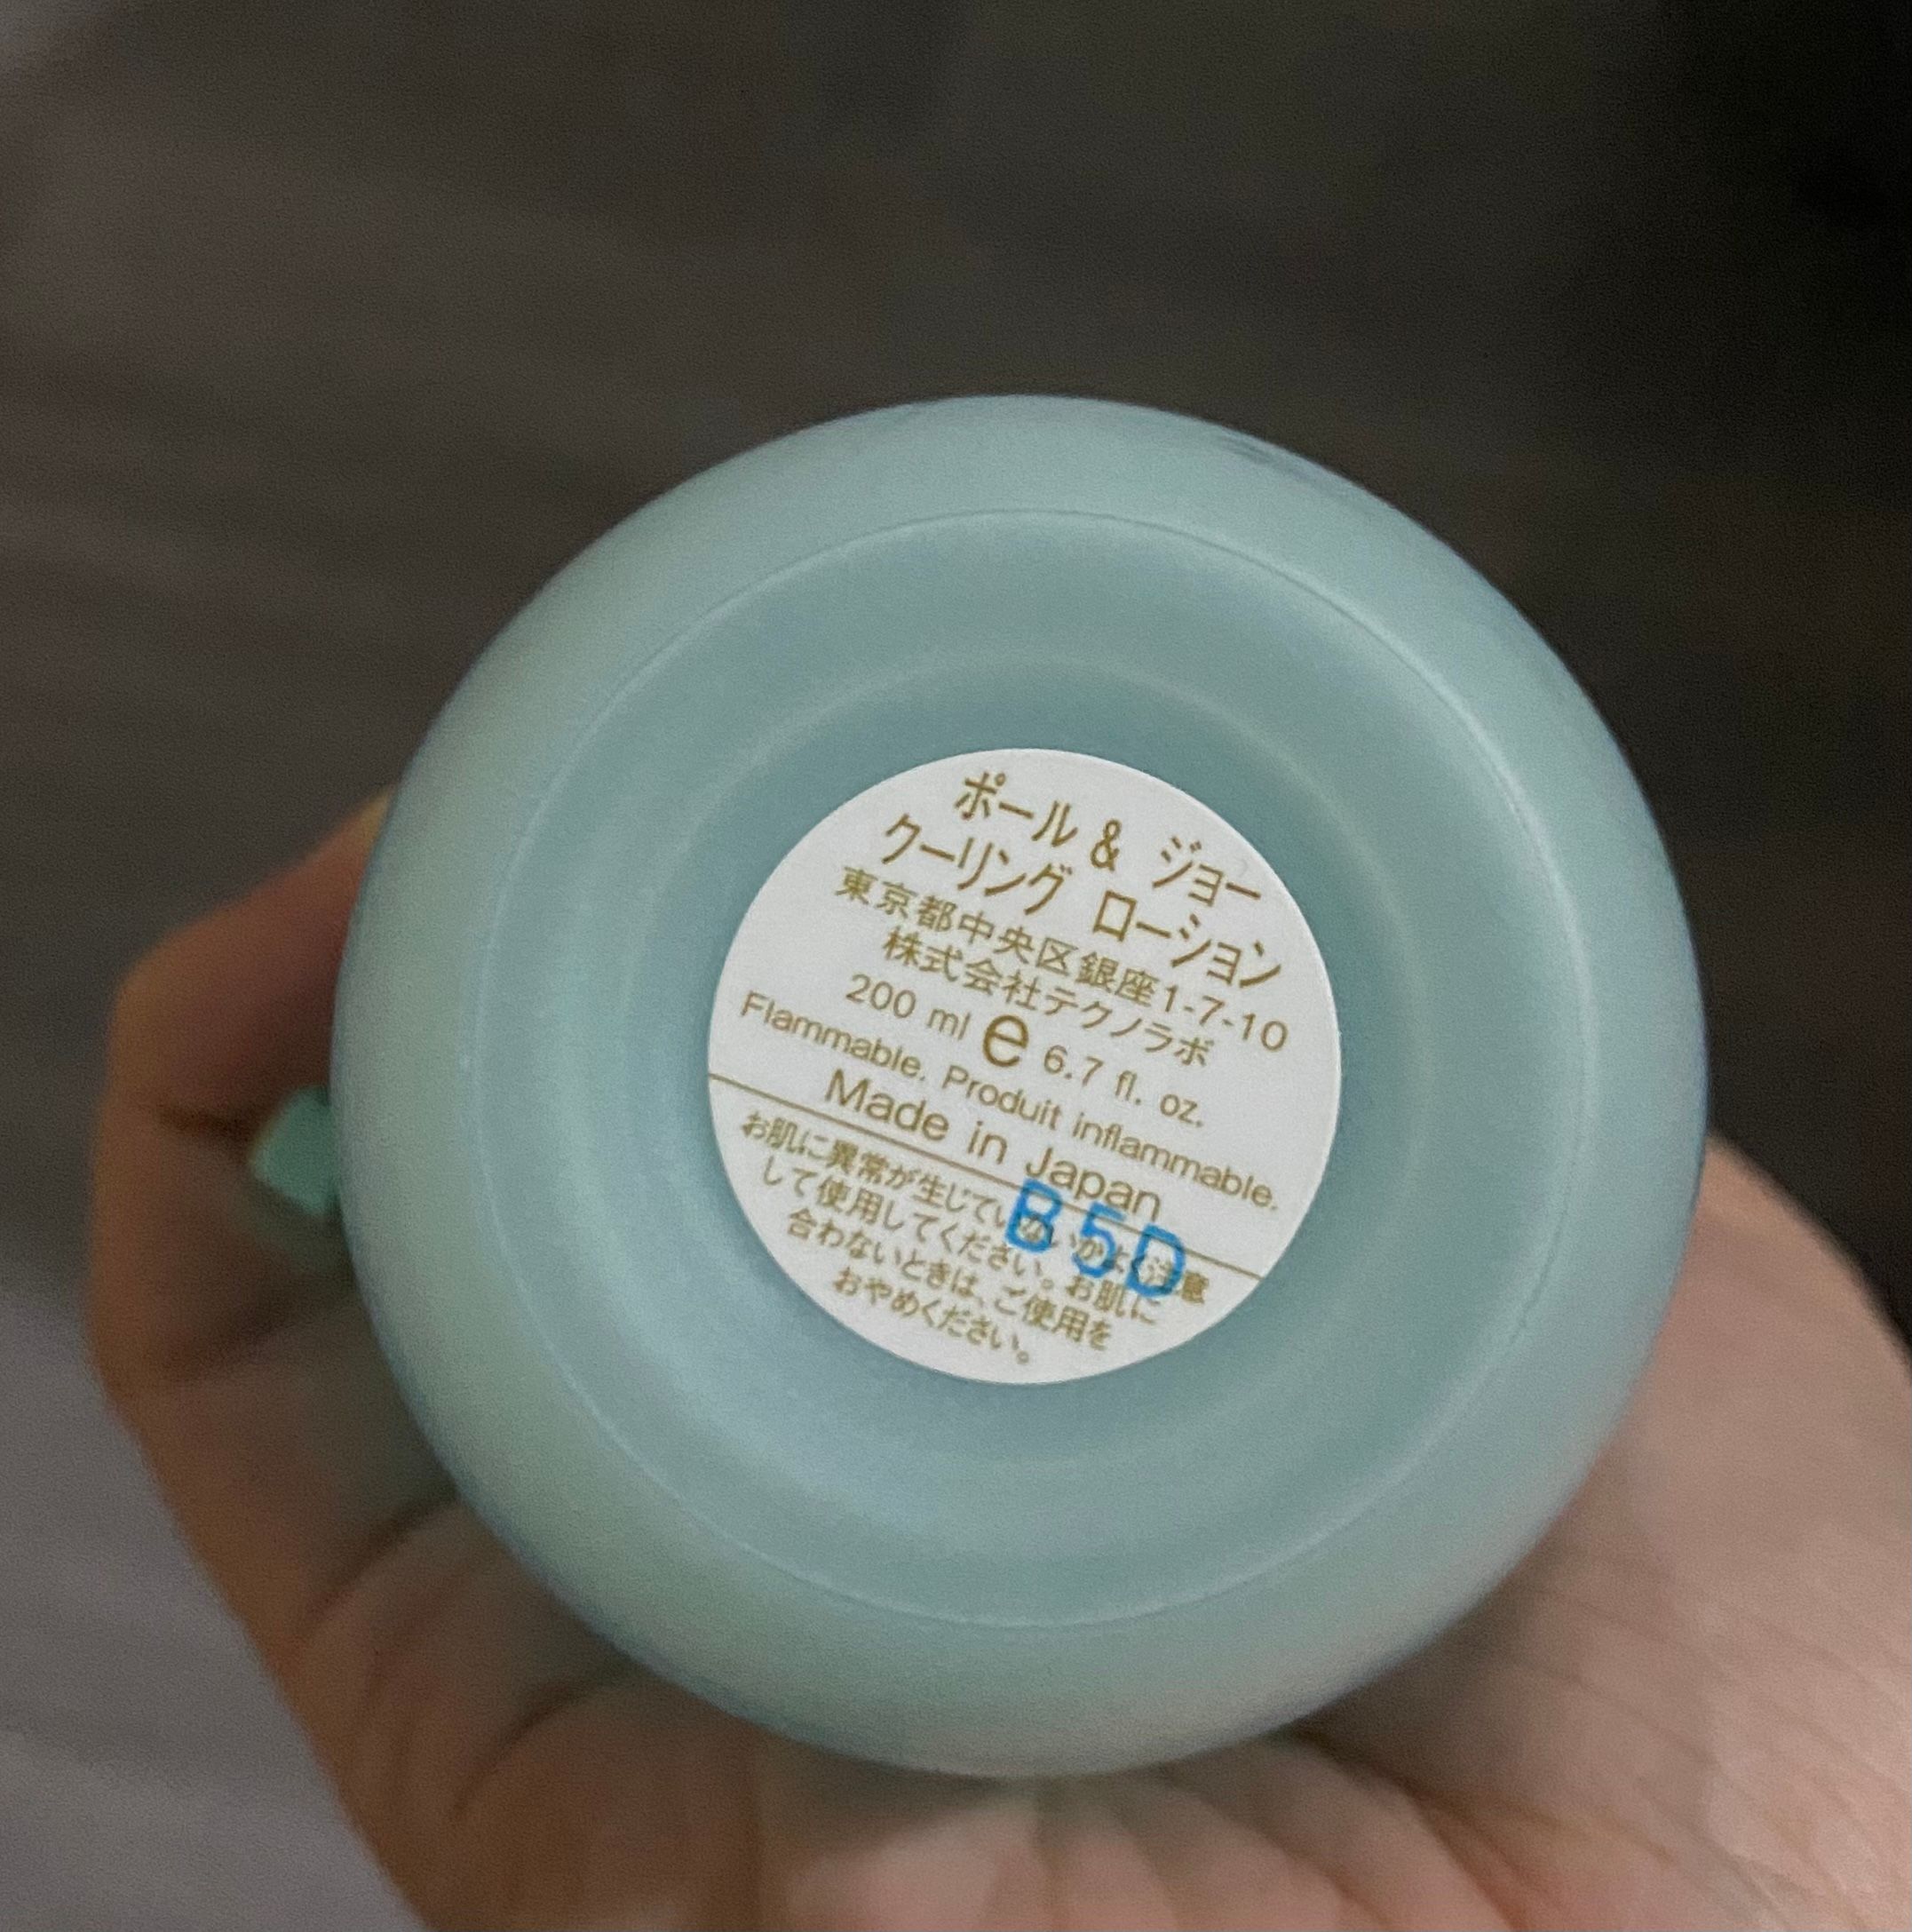 ポール & ジョー
クーリング ローション
東京都中央区銀座1-7-10
株式会社テクノラボ
200 ml e 6.7 fl. oz.
Flammable. Produit inflammable.
Made in Japan
B5D
お肌に異常が生じていないかよく注意
して使用してください。お肌に
合わないときは、ご使用を
おやめください。